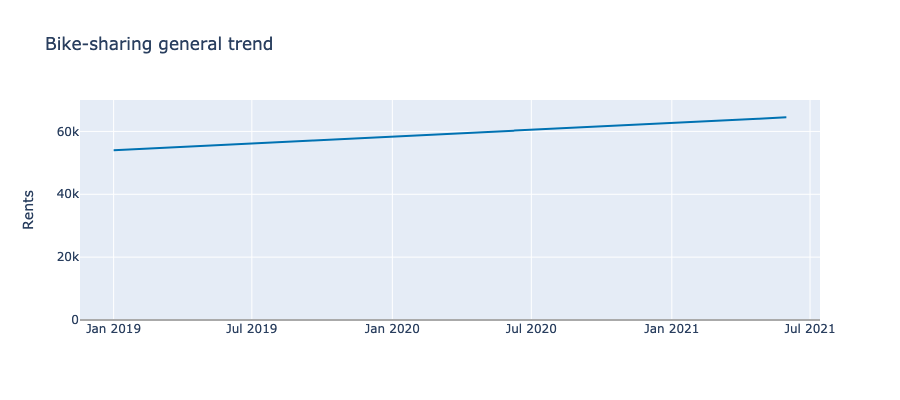 Bike-sharing general trend
Rents
60k
40k
20k
0
Jan 2019
Jul 2019
Jan 2020
Jul 2020
Jan 2021
Jul 2021